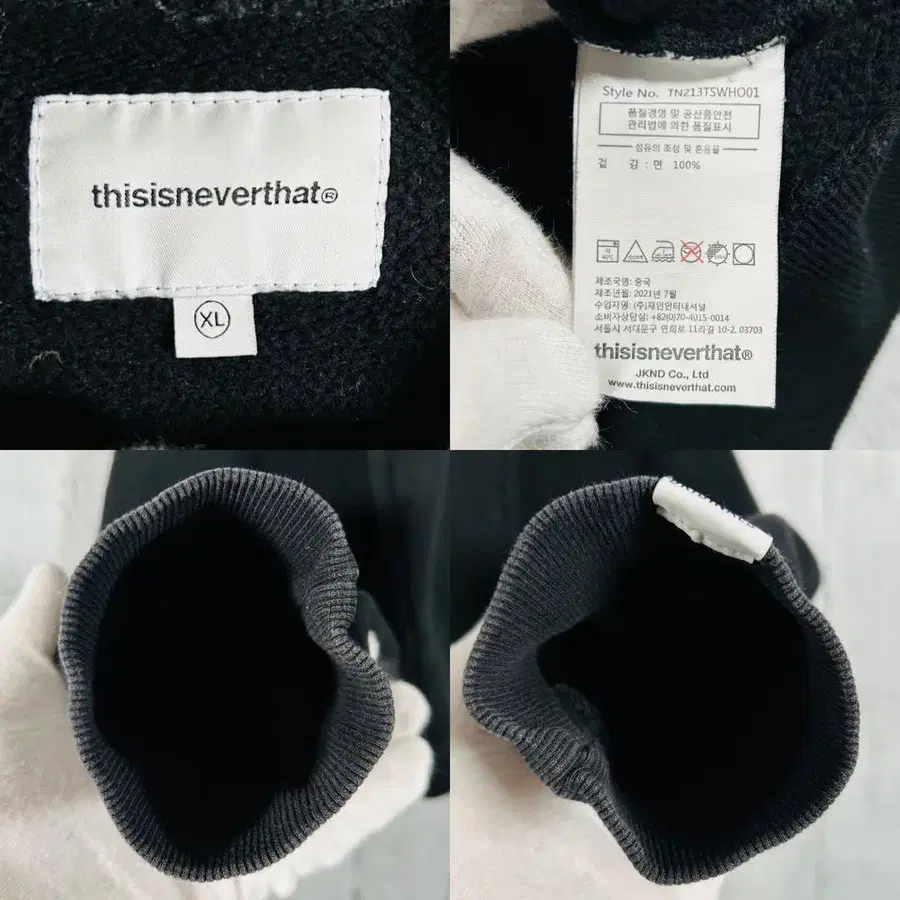 thisisneverthat®
XL
Style No. TN213TSWHO01
품질경영 및 공산품안전
관리법에 의한 품질표시
섬유의 조성 및 혼용율
겉 감 : 면 100%
약
40℃
제조국명: 중국
제조년월: 2021년 7월
수입자명: (주)재인인터내셔널
소비자상담실: +82(0)70-4015-0014
서울시 서대문구 연희로 11라길 10-2, 03703
thisisneverthat®
JKND Co., Ltd
www.thisisneverthat.com